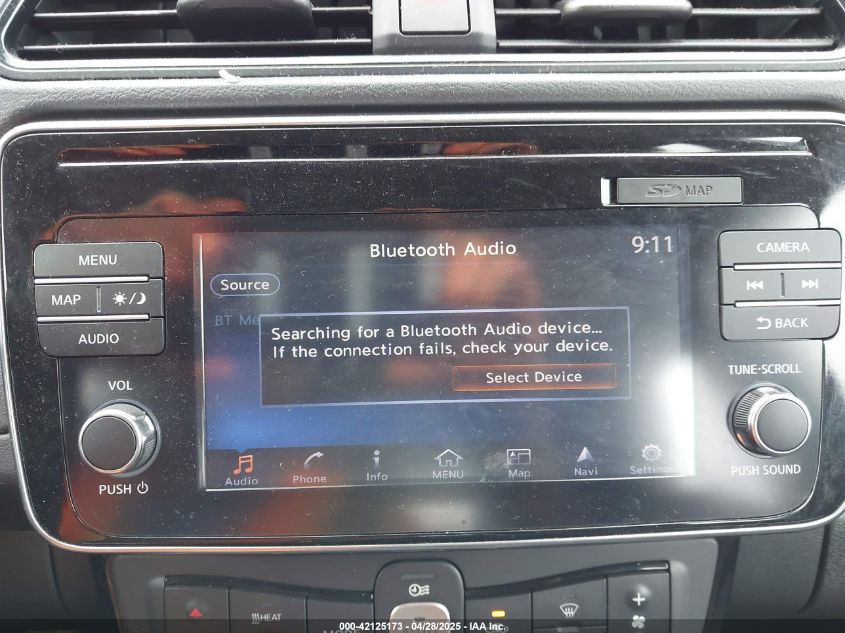 SD MAP
Bluetooth Audio
9:11
MENU
CAMERA
Source
MAP
BT Me
Searching for a Bluetooth Audio device...
If the connection fails, check your device.
BACK
AUDIO
Select Device
VOL
TUNE•SCROLL
Audio
Phone
Info
MENU
Map
Navi
Settings
PUSH
PUSH SOUND
HEAT
000-42125173 | 04/28/2025 - IAA Inc.